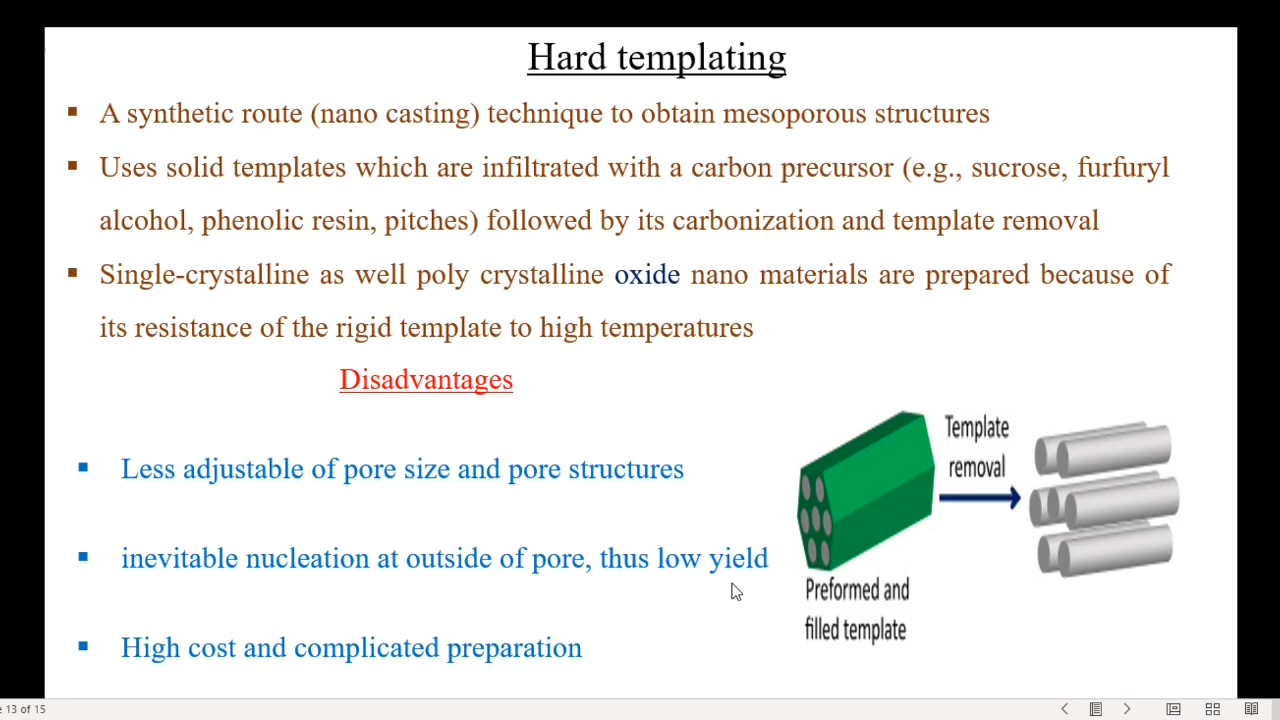 Hard templating
▪ A synthetic route (nano casting) technique to obtain mesoporous structures
▪ Uses solid templates which are infiltrated with a carbon precursor (e.g., sucrose, furfuryl
alcohol, phenolic resin, pitches) followed by its carbonization and template removal
▪ Single-crystalline as well poly crystalline oxide nano materials are prepared because of
its resistance of the rigid template to high temperatures
Disadvantages
▪ Less adjustable of pore size and pore structures
▪ inevitable nucleation at outside of pore, thus low yield
▪ High cost and complicated preparation
Template
removal
Preformed and
filled template
e 13 of 15